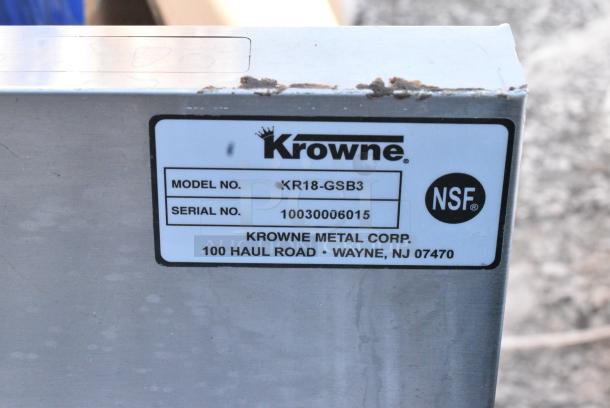 Krowne®
MODEL NO. KR18-GSB3
SERIAL NO. 10030006015
NSF®
KROWNE METAL CORP.
100 HAUL ROAD • WAYNE, NJ 07470